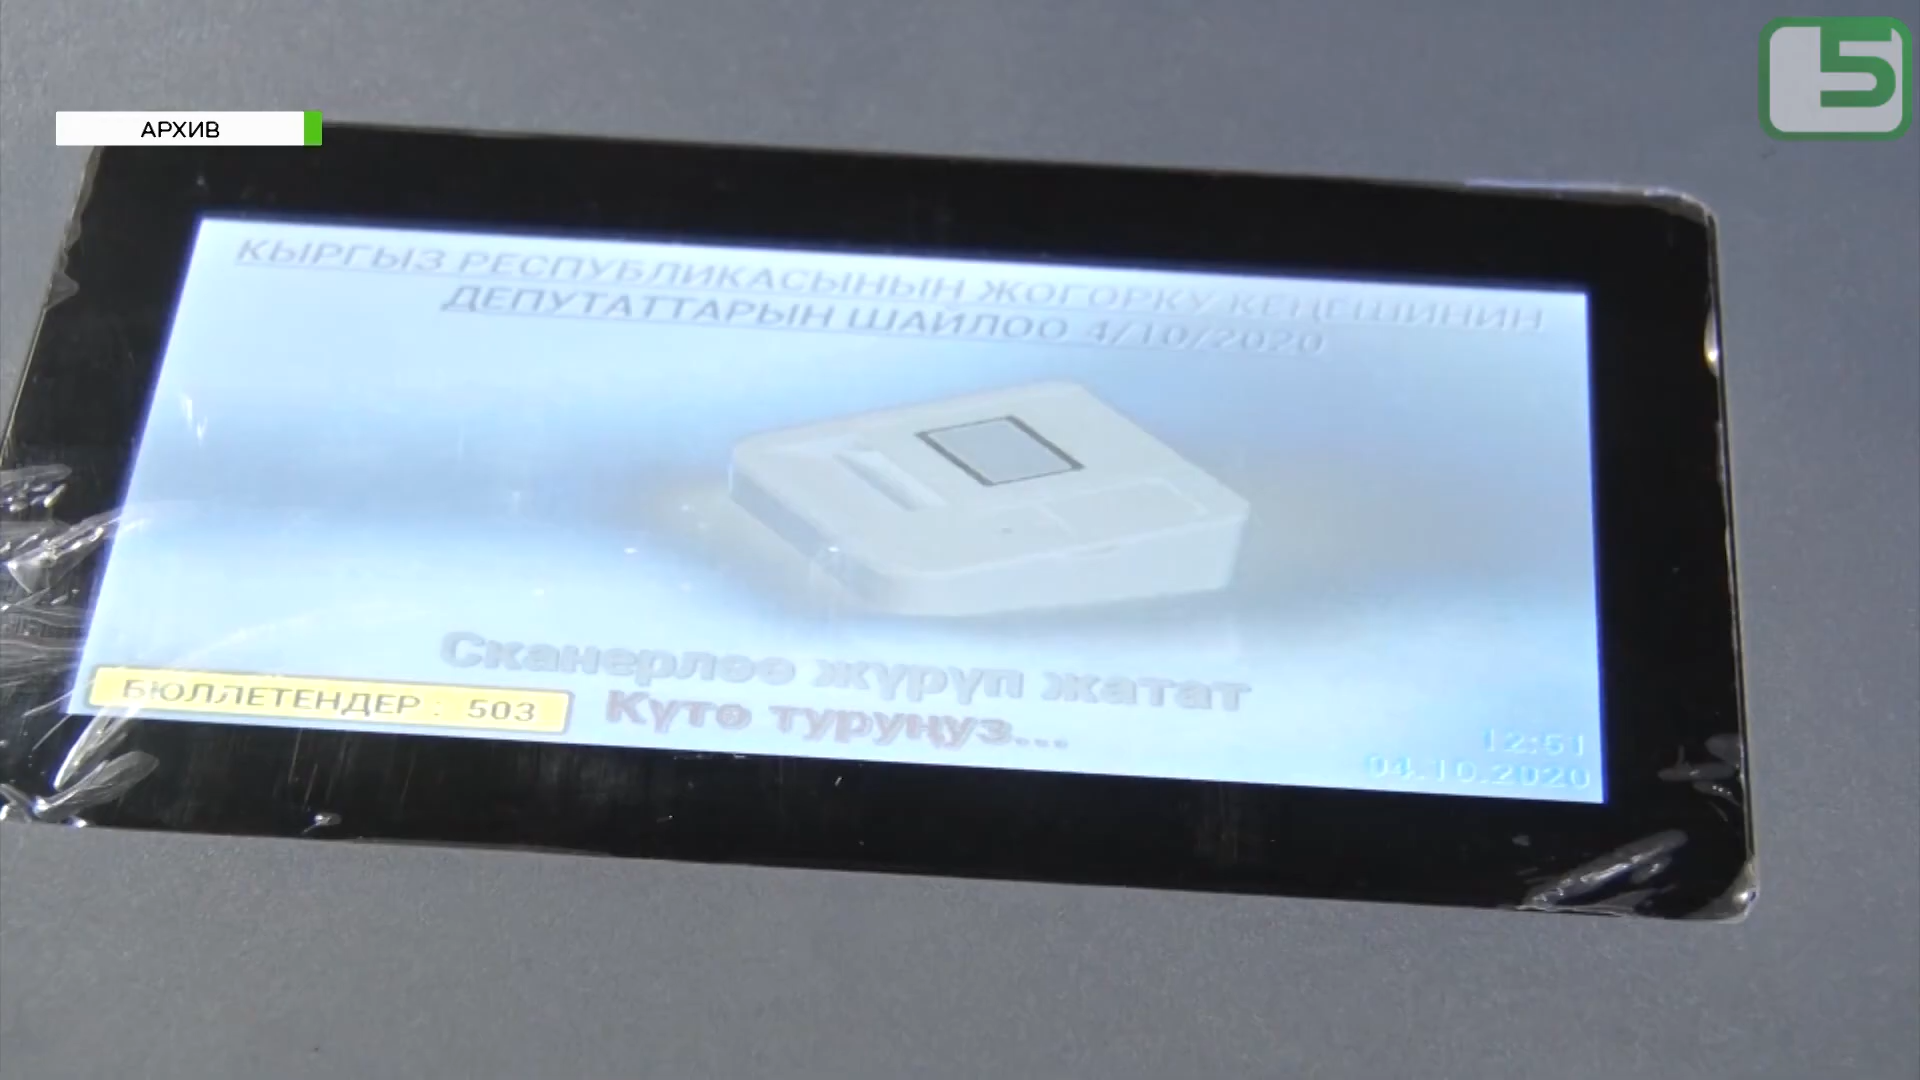 АРХИВ
5
КЫРГЫЗ РЕСПУБЛИКАСЫНЫН ЖОГОРКУ КЕҢЕШИНИН
ДЕПУТАТТАРЫН ШАЙЛОО 4/10/2020
Сканерлөө жүрүп жатат
БЮЛЛЕТЕНДЕР : 503
Күтө туруңуз...
12:51
04.10.2020